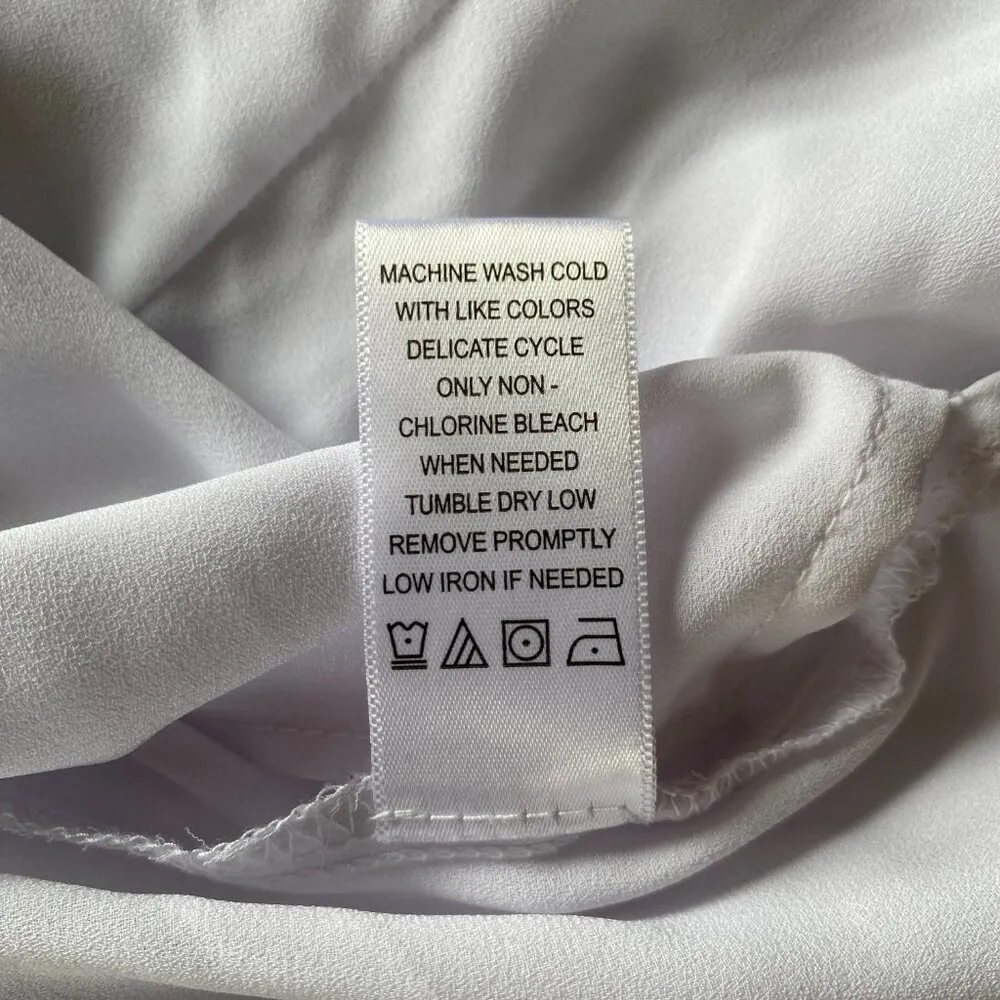 MACHINE WASH COLD
WITH LIKE COLORS
DELICATE CYCLE
ONLY NON -
CHLORINE BLEACH
WHEN NEEDED
TUMBLE DRY LOW
REMOVE PROMPTLY
LOW IRON IF NEEDED